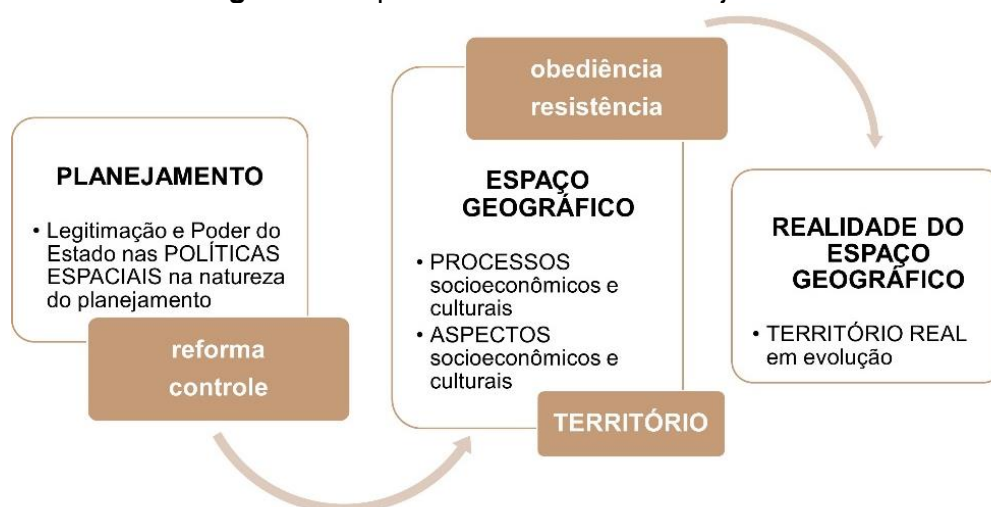 PLANEJAMENTO
• Legitimação e Poder do
Estado nas POLÍTICAS
ESPACIAIS na natureza
do planejamento
reforma
controle
obediência
resistência
ESPAÇO
GEOGRÁFICO
• PROCESSOS
socioeconômicos e
culturais
• ASPECTOS
socioeconômicos e
culturais
TERRITÓRIO
REALIDADE DO
ESPAÇO
GEOGRÁFICO
• TERRITÓRIO REAL
em evolução